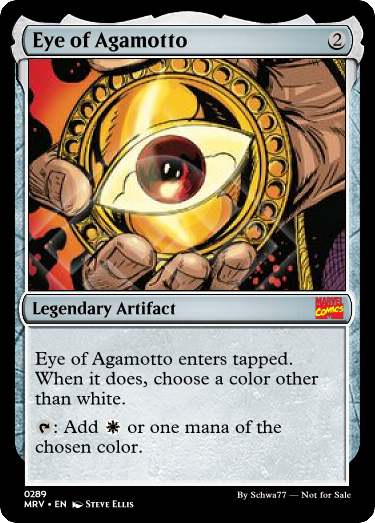 Eye of Agamotto 2
Legendary Artifact
MARVEL
COMICS
Eye of Agamotto enters tapped.
When it does, choose a color other
than white.
: Add or one mana of the
chosen color.
0289
MRV • EN STEVE ELLIS
By Schwa77 — Not for Sale